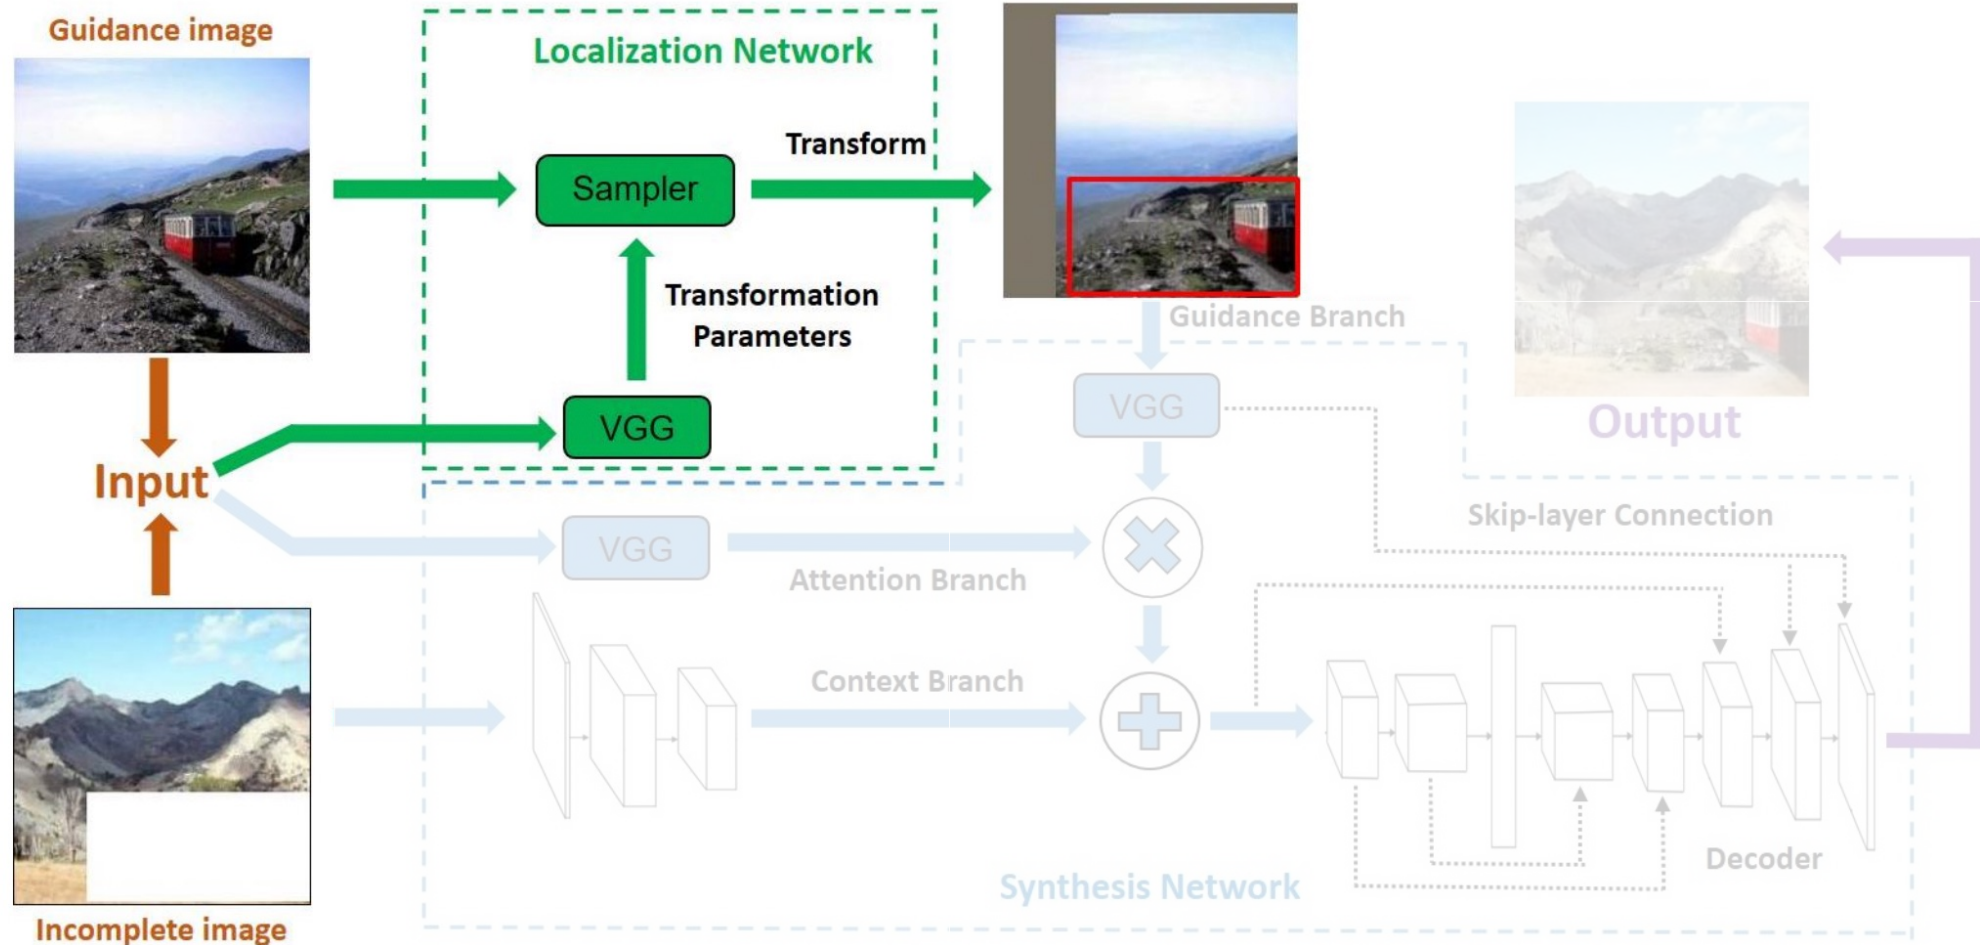 Guidance image
Localization Network
Sampler
Transform
Transformation
Parameters
VGG
Input
Guidance Branch
VGG
Output
Skip-layer Connection
VGG
Attention Branch
Context Branch
Decoder
Synthesis Network
Incomplete image